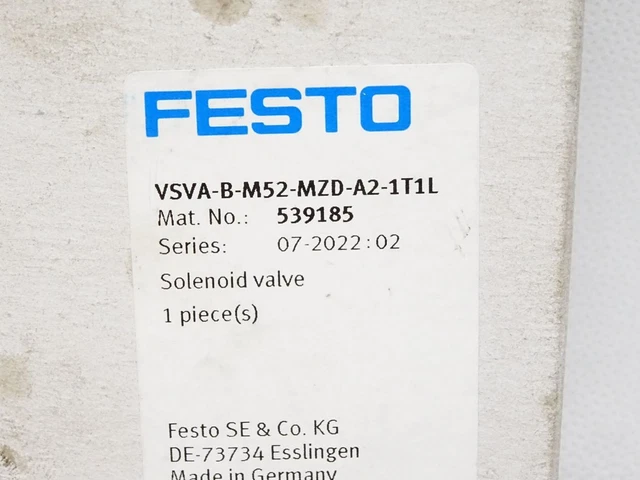 FESTO
VSVA-B-M52-MZD-A2-1T1L
Mat. No.: 539185
Series: 07-2022:02
Solenoid valve
1 piece(s)
Festo SE & Co. KG
DE-73734 Esslingen
Made in Germany